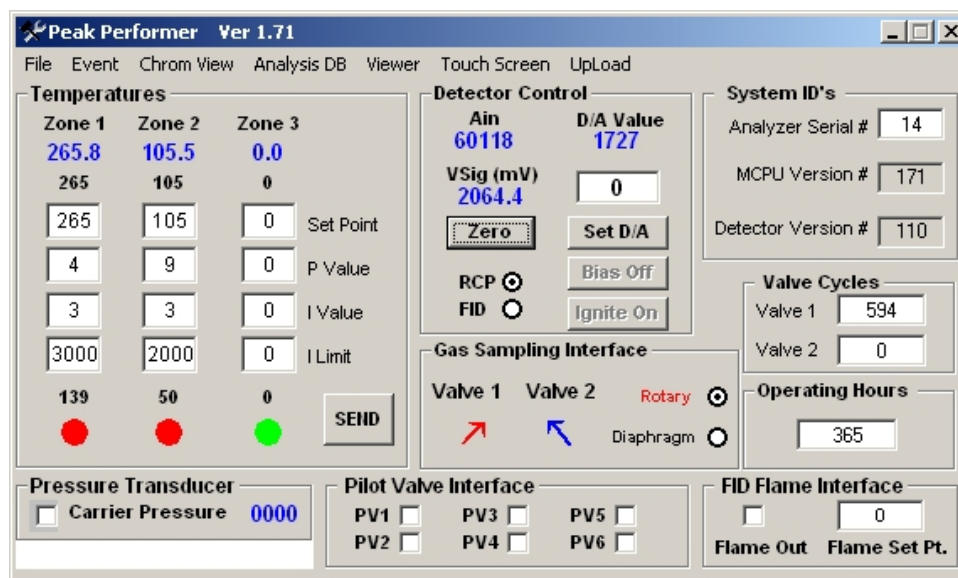 Peak Performer Ver 1.71
File Event Chrom View Analysis DB Viewer Touch Screen UpLoad
Temperatures
Zone 1 Zone 2 Zone 3
265.8 105.5 0.0
265 105 0
265 105 0 Set Point
4 9 0 P Value
3 3 0 I Value
3000 2000 0 I Limit
139 50 0
SEND
Detector Control
Ain D/A Value
60118 1727
VSig (mV)
2064.4 0
Zero Set D/A
RCP Bias Off
FID Ignite On
System ID's
Analyzer Serial # 14
MCPU Version # 171
Detector Version # 110
Valve Cycles
Valve 1 594
Valve 2 0
Gas Sampling Interface
Valve 1 Valve 2 Rotary
Diaphragm
Operating Hours
365
Pressure Transducer
Carrier Pressure 0000
Pilot Valve Interface
PV1 PV3 PV5
PV2 PV4 PV6
FID Flame Interface
0
Flame Out Flame Set Pt.